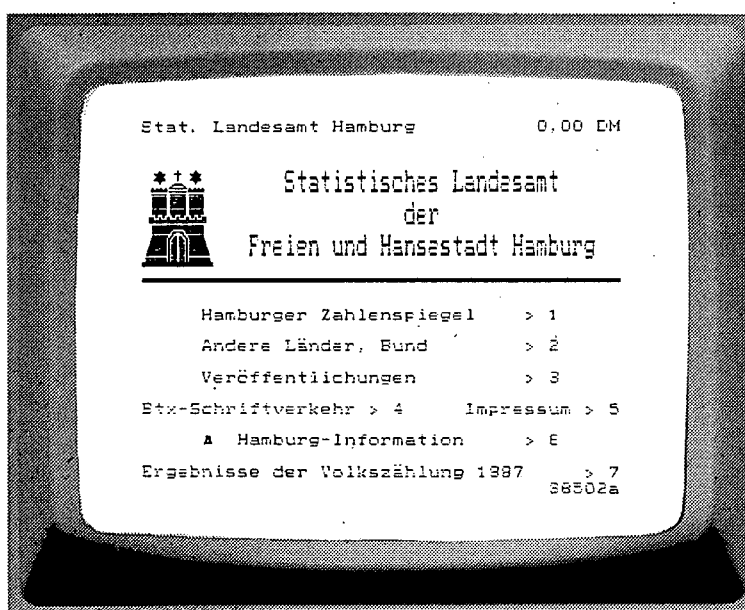 Stat. Landesamt Hamburg 0,00 DM
Statistisches Landesamt
der
Freien und Hansestadt Hamburg
Hamburger Zahlenspiegel > 1
Andere Länder, Bund > 2
Veröffentlichungen > 3
Btx-Schriftverkehr > 4 Impressum > 5
Hamburg-Information > 6
Ergebnisse der Volkszählung 1987 > 7
38502a